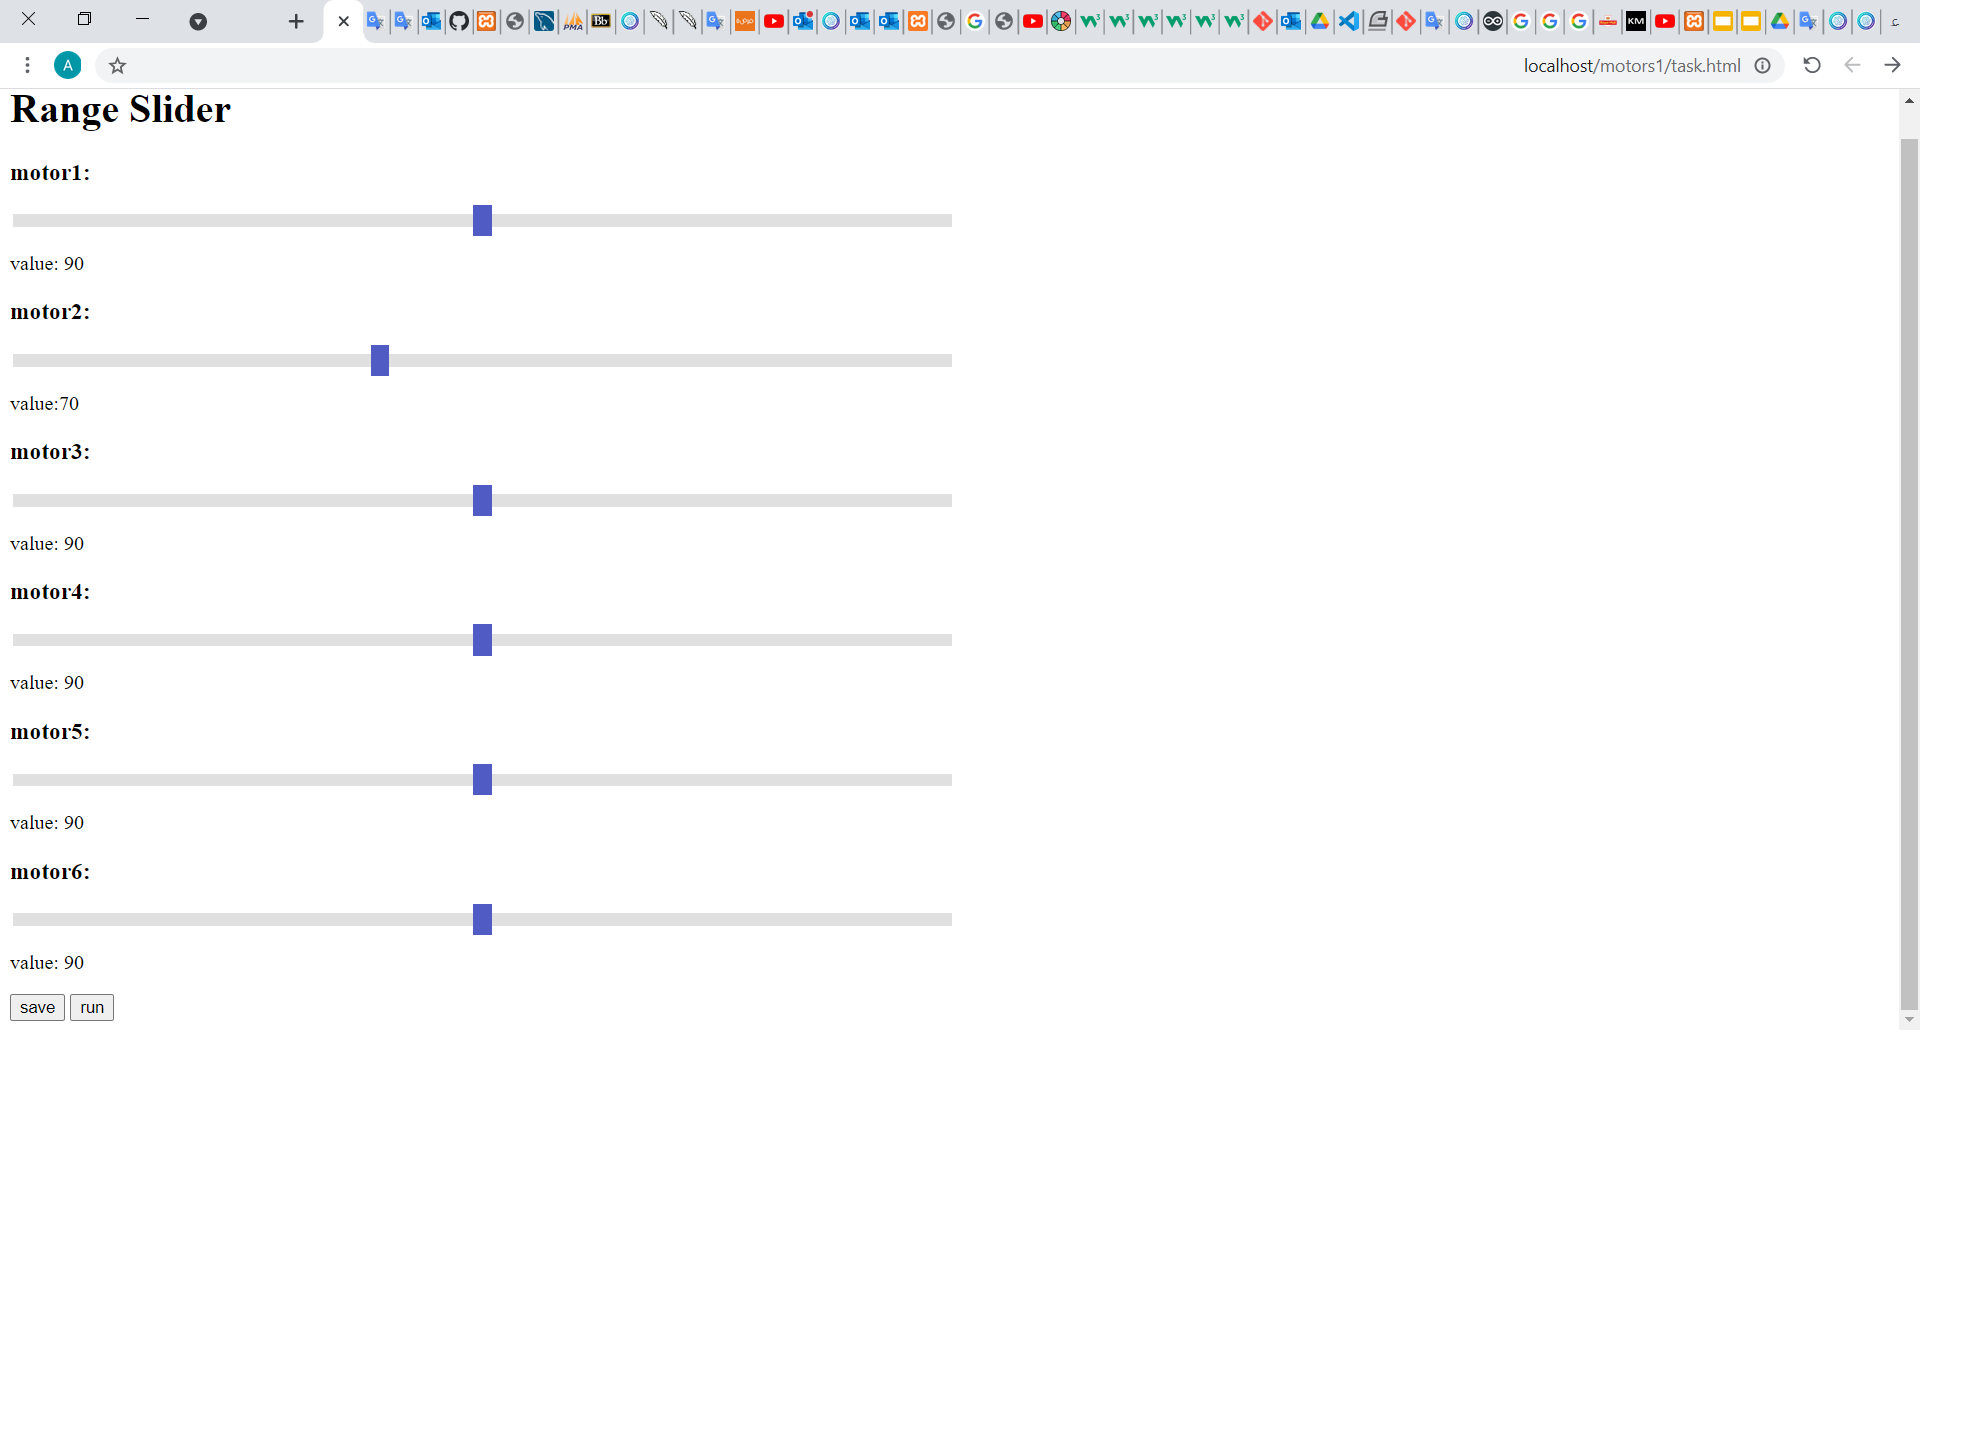 A
localhost/motors1/task.html
Range Slider
motor1:
value: 90
motor2:
value:70
motor3:
value: 90
motor4:
value: 90
motor5:
value: 90
motor6:
value: 90
save run